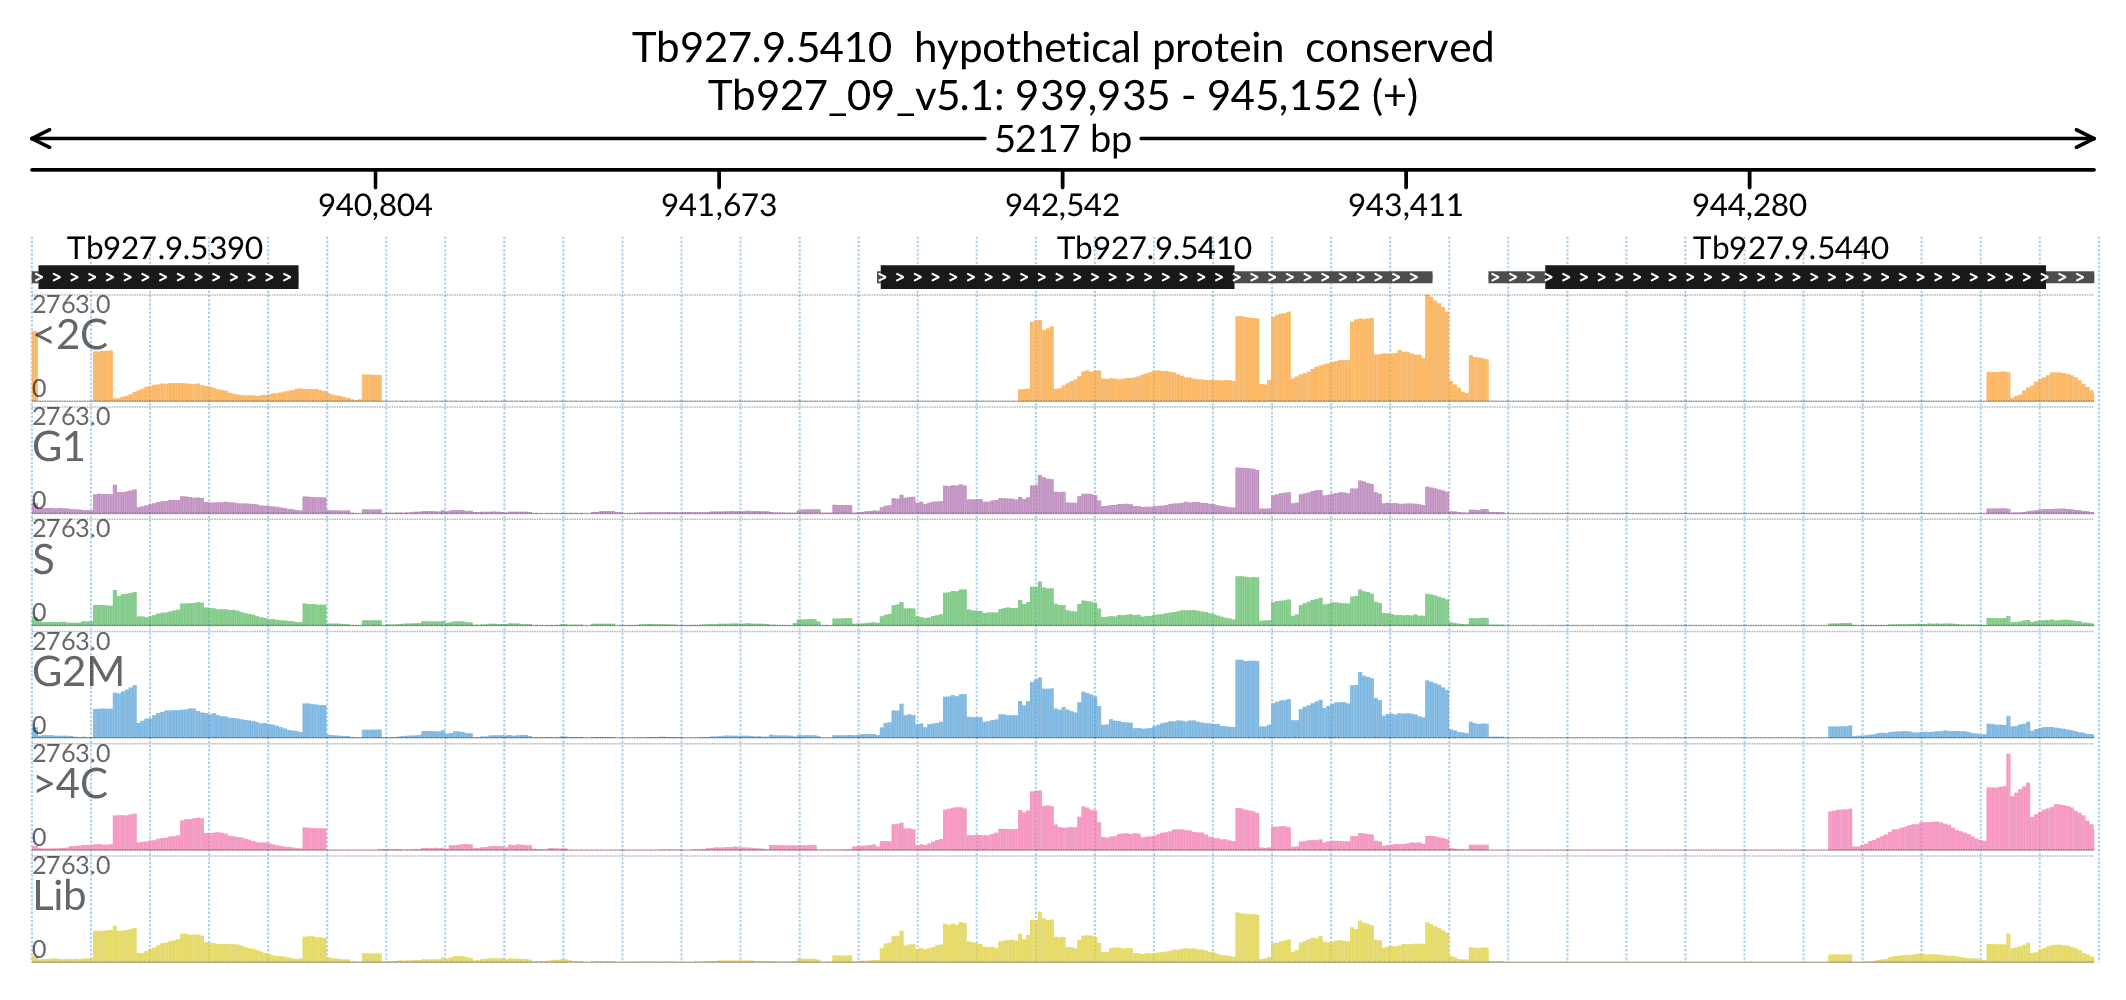 Tb927.9.5410  hypothetical protein  conserved
Tb927_09_v5.1: 939,935 - 945,152 (+)
5217 bp
940,804 941,673 942,542 943,411 944,280
Tb927.9.5390 Tb927.9.5410 Tb927.9.5440
2763.0
<2C
0
2763.0
G1
0
2763.0
S
0
2763.0
G2M
0
2763.0
>4C
0
2763.0
Lib
0